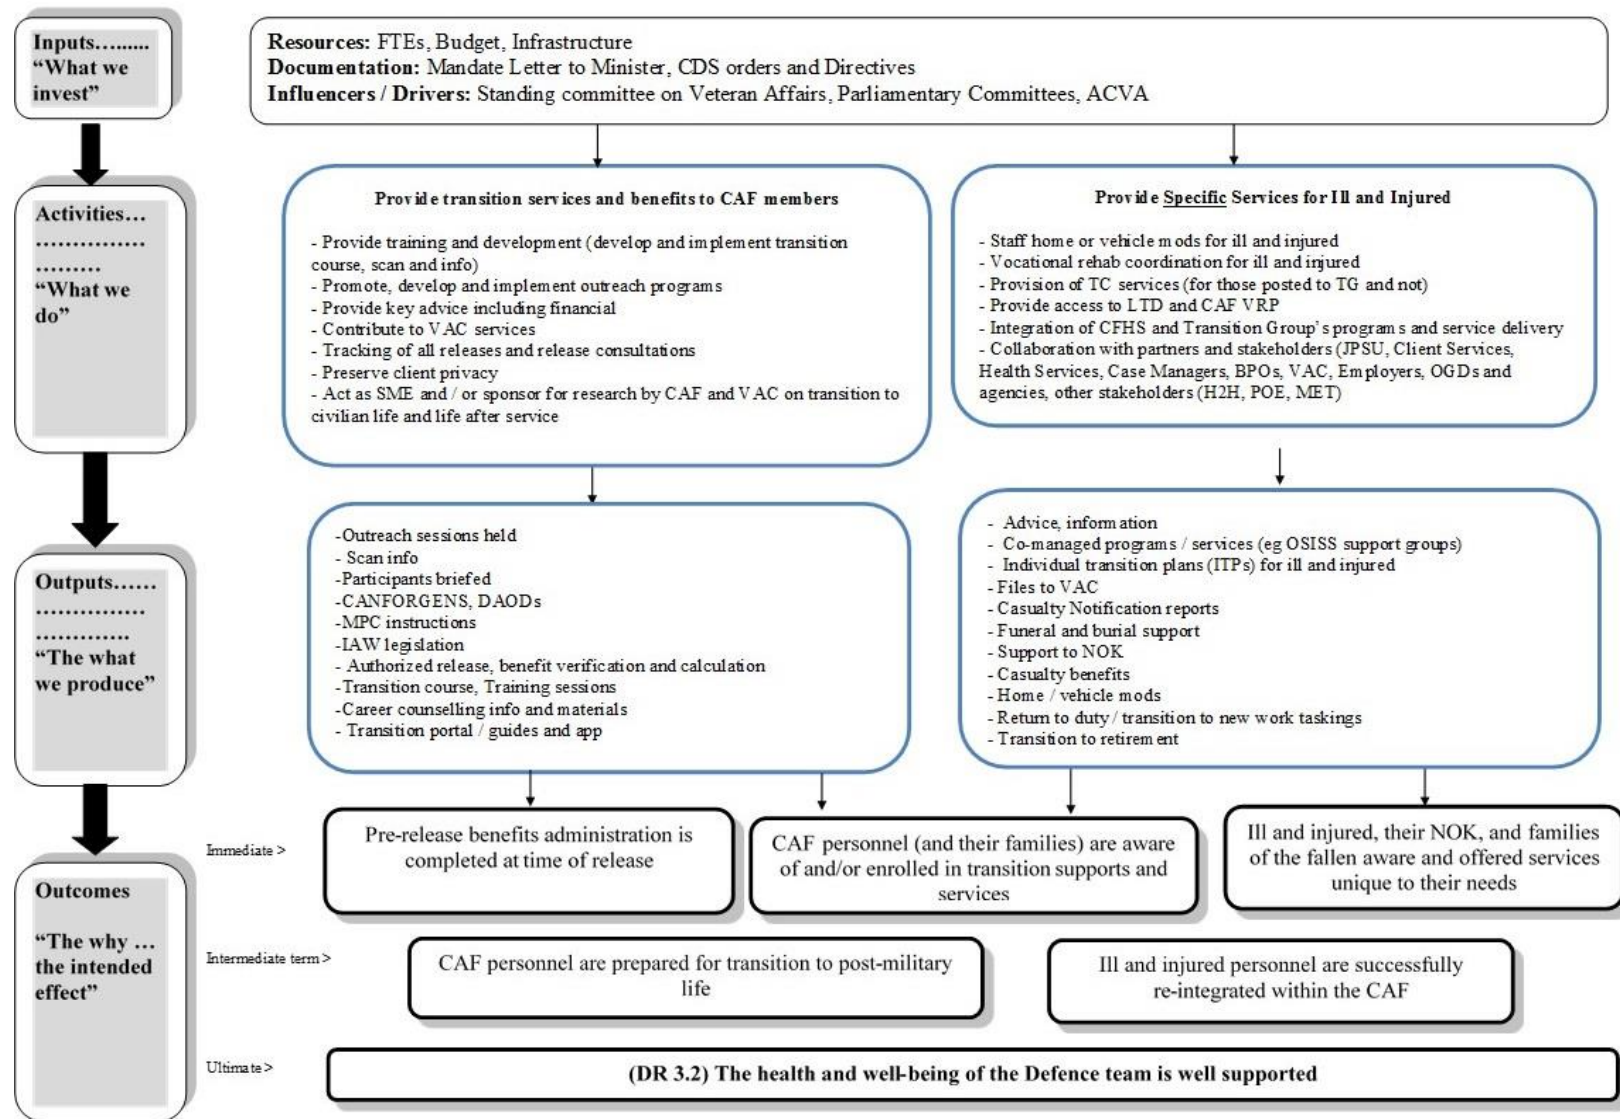 Inputs…......
“What we
invest”
Resources: FTEs, Budget, Infrastructure
Documentation: Mandate Letter to Minister, CDS orders and Directives
Influencers / Drivers: Standing committee on Veteran Affairs, Parliamentary Committees, ACVA
Activities…
……………
………
“What we
do”
Provide transition services and benefits to CAF members
- Provide training and development (develop and implement transition
course, scan and info)
- Promote, develop and implement outreach programs
- Provide key advice including financial
- Contribute to VAC services
- Tracking of all releases and release consultations
- Preserve client privacy
- Act as SME and / or sponsor for research by CAF and VAC on transition to
civilian life and life after service
Provide Specific Services for Ill and Injured
- Staff home or vehicle mods for ill and injured
- Vocational rehab coordination for ill and injured
- Provision of TC services (for those posted to TG and not)
- Provide access to LTD and CAF VRP
- Integration of CFHS and Transition Group’s programs and service delivery
- Collaboration with partners and stakeholders (JPSU, Client Services,
Health Services, Case Managers, BPOs, VAC, Employers, OGDs and
agencies, other stakeholders (H2H, POE, MET)
Outputs……
……………
………….
“The what
we produce”
-Outreach sessions held
- Scan info
-Participants briefed
-CANFORGENS, DAODs
-MPC instructions
-IAW legislation
- Authorized release, benefit verification and calculation
-Transition course, Training sessions
-Career counselling info and materials
- Transition portal / guides and app
- Advice, information
- Co-managed programs / services (eg OSISS support groups)
- Individual transition plans (ITPs) for ill and injured
- Files to VAC
- Casualty Notification reports
- Funeral and burial support
- Support to NOK
- Casualty benefits
- Home / vehicle mods
- Return to duty / transition to new work taskings
- Transition to retirement
Outcomes
“The why …
the intended
effect”
Immediate >
Pre-release benefits administration is
completed at time of release
CAF personnel (and their families) are aware
of and/or enrolled in transition supports and
services
Ill and injured, their NOK, and families
of the fallen aware and offered services
unique to their needs
Intermediate term >
CAF personnel are prepared for transition to post-military
life
Ill and injured personnel are successfully
re-integrated within the CAF
Ultimate >
(DR 3.2) The health and well-being of the Defence team is well supported